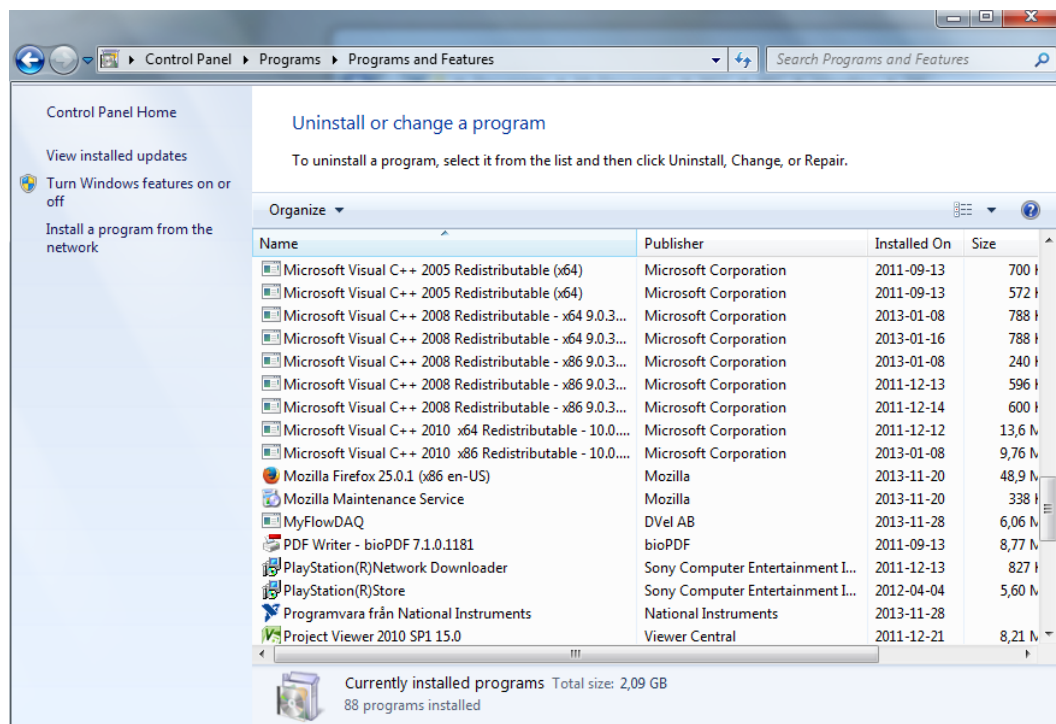 Control Panel Programs Programs and Features Search Programs and Features
Control Panel Home
View installed updates
Turn Windows features on or
off
Install a program from the
network
Uninstall or change a program
To uninstall a program, select it from the list and then click Uninstall, Change, or Repair.
Organize
Name Publisher Installed On Size
Microsoft Visual C++ 2005 Redistributable (x64) Microsoft Corporation 2011-09-13 700
Microsoft Visual C++ 2005 Redistributable (x64) Microsoft Corporation 2011-09-13 572
Microsoft Visual C++ 2008 Redistributable - x64 9.0.3... Microsoft Corporation 2013-01-08 788
Microsoft Visual C++ 2008 Redistributable - x64 9.0.3... Microsoft Corporation 2013-01-16 788
Microsoft Visual C++ 2008 Redistributable - x86 9.0.3... Microsoft Corporation 2013-01-08 240
Microsoft Visual C++ 2008 Redistributable - x86 9.0.3... Microsoft Corporation 2011-12-13 596
Microsoft Visual C++ 2008 Redistributable - x86 9.0.3... Microsoft Corporation 2011-12-14 600
Microsoft Visual C++ 2010 x64 Redistributable - 10.0.... Microsoft Corporation 2011-12-12 13,6
Microsoft Visual C++ 2010 x86 Redistributable - 10.0.... Microsoft Corporation 2013-01-08 9,76
Mozilla Firefox 25.0.1 (x86 en-US) Mozilla 2013-11-20 48,9
Mozilla Maintenance Service Mozilla 2013-11-20 338
MyFlowDAQ DVel AB 2013-11-28 6,06
PDF Writer - bioPDF 7.1.0.1181 bioPDF 2011-09-13 8,77
PlayStation(R)Network Downloader Sony Computer Entertainment I... 2011-12-13 827
PlayStation(R)Store Sony Computer Entertainment I... 2012-04-04 5,60
Programvara från National Instruments National Instruments 2013-11-28
Project Viewer 2010 SP1 15.0 Viewer Central 2011-12-21 8,21
Currently installed programs Total size: 2,09 GB
88 programs installed